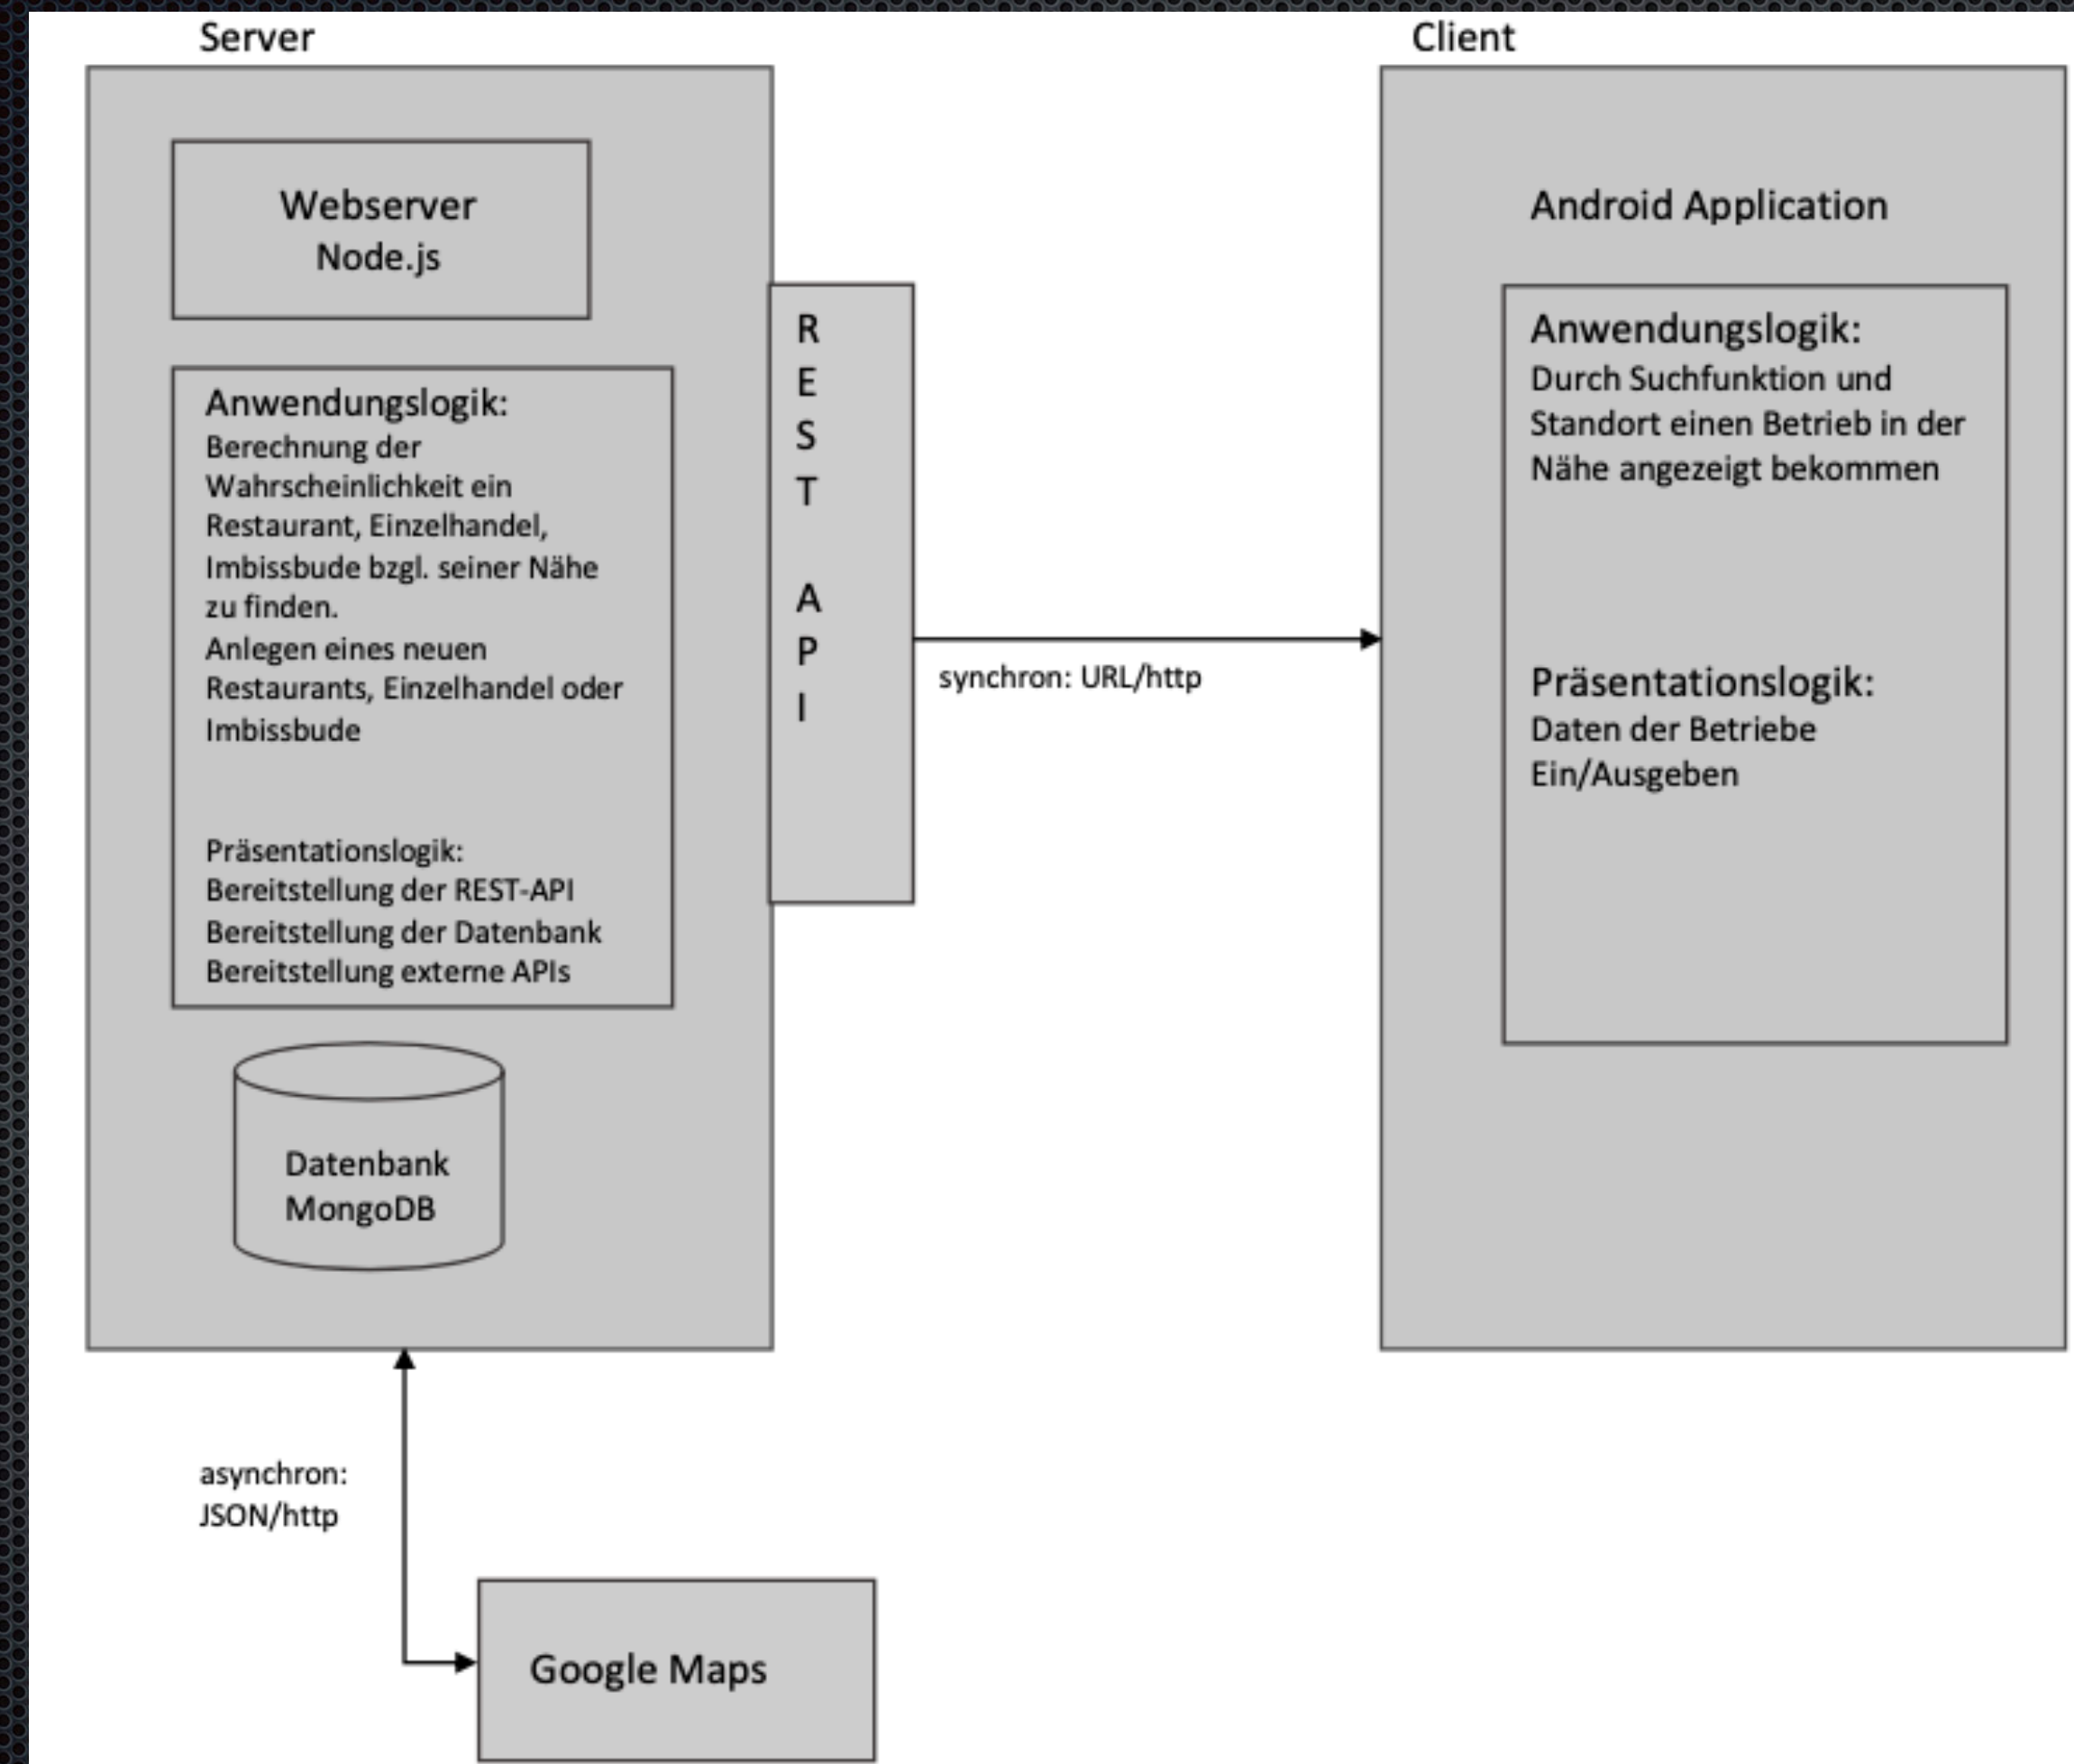 Server
Webserver
Node.js
Anwendungslogik:
Berechnung der
Wahrscheinlichkeit ein
Restaurant, Einzelhandel,
Imbissbude bzgl. seiner Nähe
zu finden.
Anlegen eines neuen
Restaurants, Einzelhandel oder
Imbissbude
Präsentationslogik:
Bereitstellung der REST-API
Bereitstellung der Datenbank
Bereitstellung externe APIs
Datenbank
MongoDB
R
E
S
T
A
P
I
synchron: URL/http
Client
Android Application
Anwendungslogik:
Durch Suchfunktion und
Standort einen Betrieb in der
Nähe angezeigt bekommen
Präsentationslogik:
Daten der Betriebe
Ein/Ausgeben
asynchron:
JSON/http
Google Maps